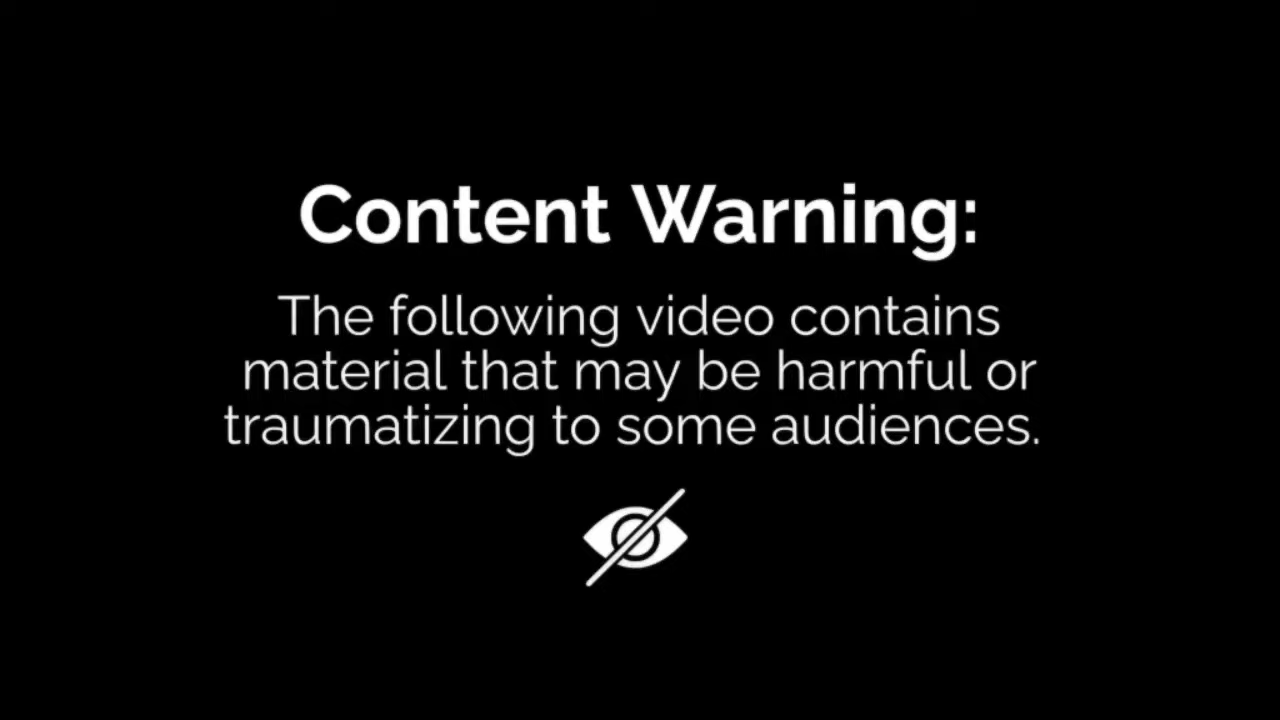 Content Warning:
The following video contains
material that may be harmful or
traumatizing to some audiences.